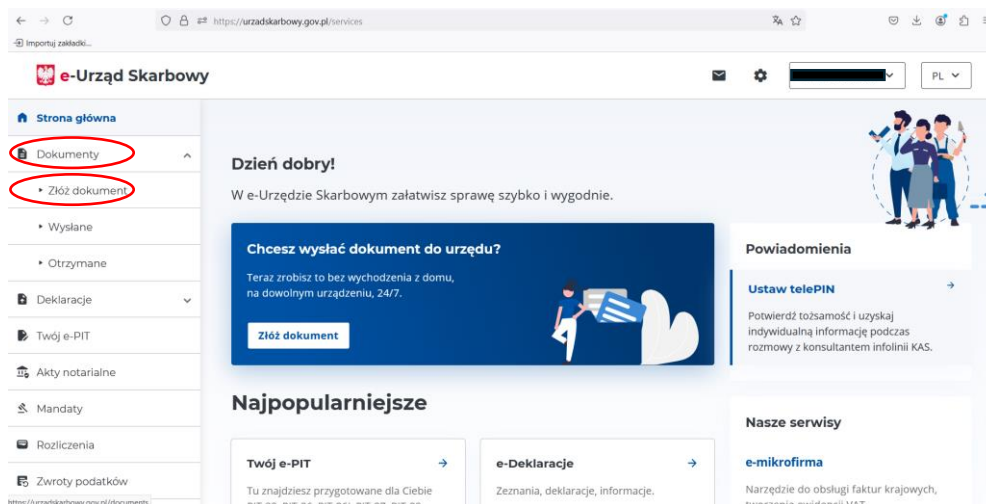 https://urzadskarbowy.gov.pl/services
Importuj zakładki...
e-Urząd Skarbowy
PL
Strona główna
Dokumenty
Złóż dokument
Wysłane
Otrzymane
Deklaracje
Twój e-PIT
Akty notarialne
Mandaty
Rozliczenia
Zwroty podatków
https://urzadskarbowy.gov.pl/documents
Dzień dobry!
W e-Urzędzie Skarbowym załatwisz sprawę szybko i wygodnie.
Chcesz wysłać dokument do urzędu?
Teraz zrobisz to bez wychodzenia z domu,
na dowolnym urządzeniu, 24/7.
Złóż dokument
Powiadomienia
Ustaw telePIN
Potwierdź tożsamość i uzyskaj
indywidualną informację podczas
rozmowy z konsultantem infolinii KAS.
Najpopularniejsze
Twój e-PIT
Tu znajdziesz przygotowane dla Ciebie
e-Deklaracje
Zeznania, deklaracje, informacje.
Nasze serwisy
e-mikrofirma
Narzędzie do obsługi faktur krajowych,
tworzenia ewidencji VAT